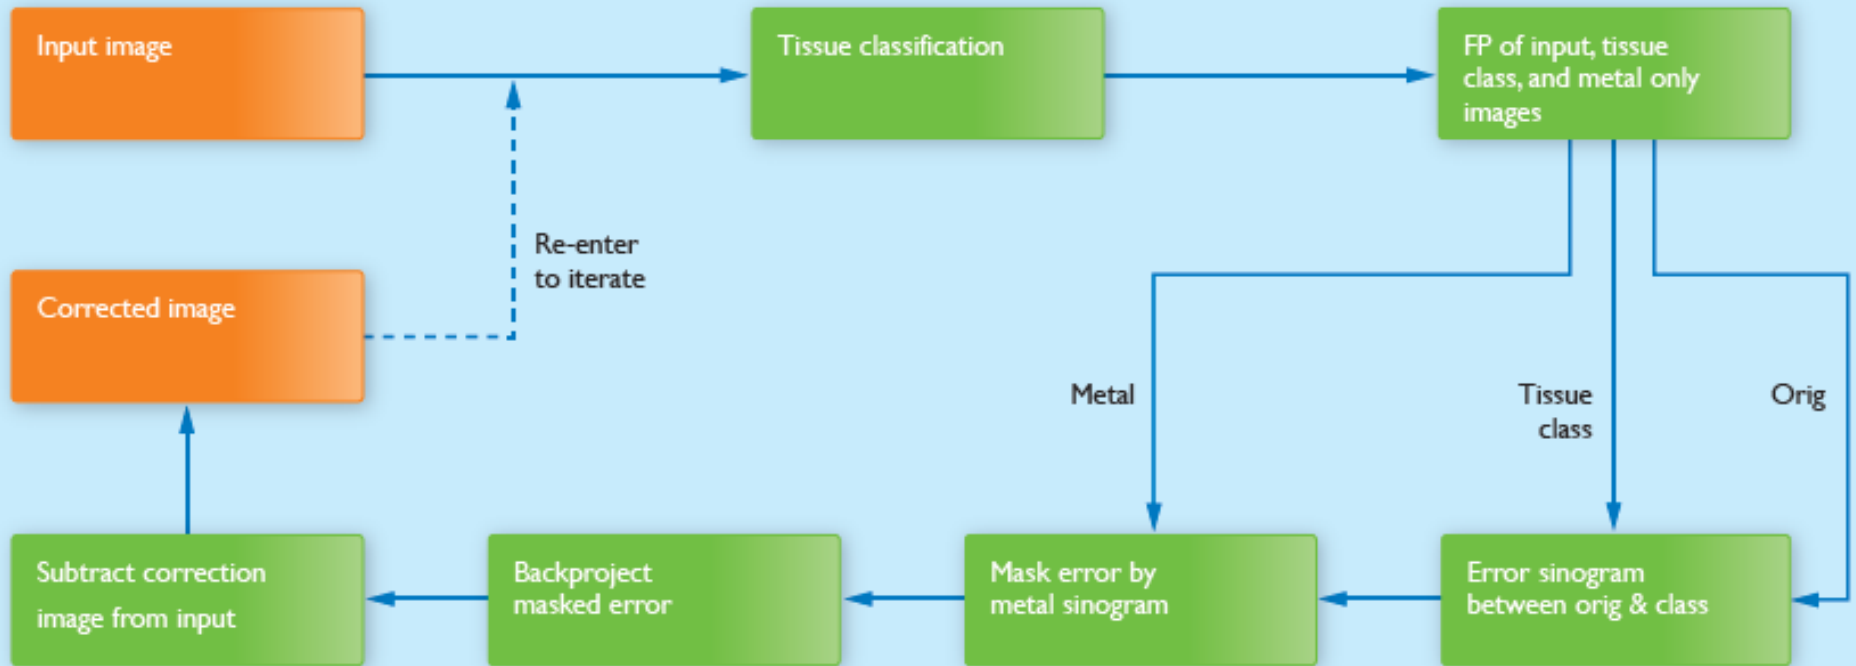 Input image
Tissue classification
FP of input, tissue
class, and metal only
images
Re-enter
to iterate
Corrected image
Metal
Tissue
class
Orig
Subtract correction
image from input
Backproject
masked error
Mask error by
metal sinogram
Error sinogram
between orig & class